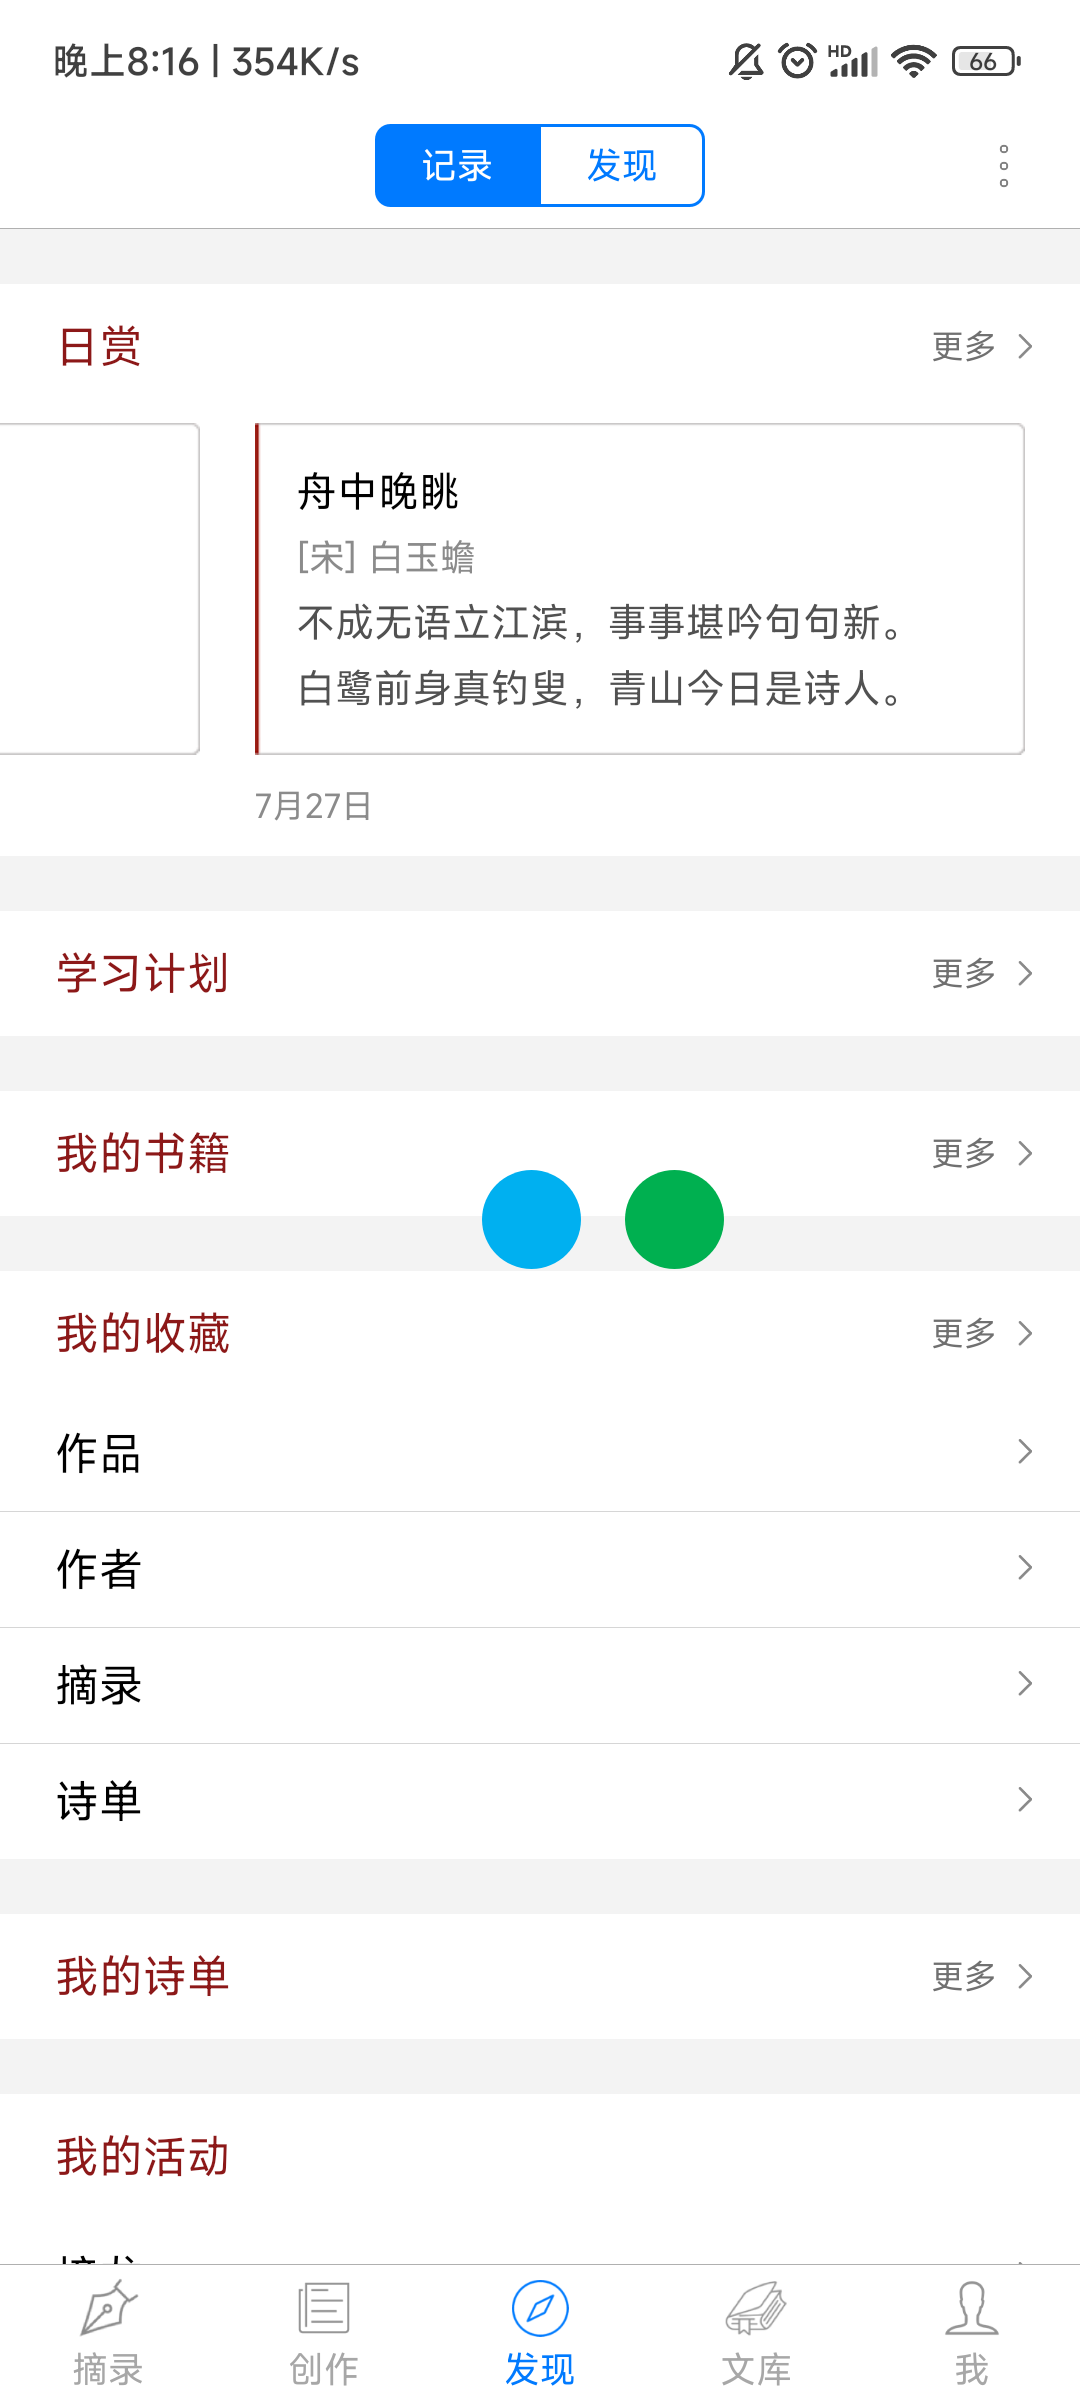 晚上8:16 | 354K/s
HD
66
记录
发现
日赏
更多
舟中晚眺
[宋] 白玉蟾
不成无语立江滨，事事堪吟句句新。
白鹭前身真钓叟，青山今日是诗人。
7月27日
学习计划
更多
我的书籍
更多
我的收藏
更多
作品
作者
摘录
诗单
我的诗单
更多
我的活动
摘录
创作
发现
文库
我